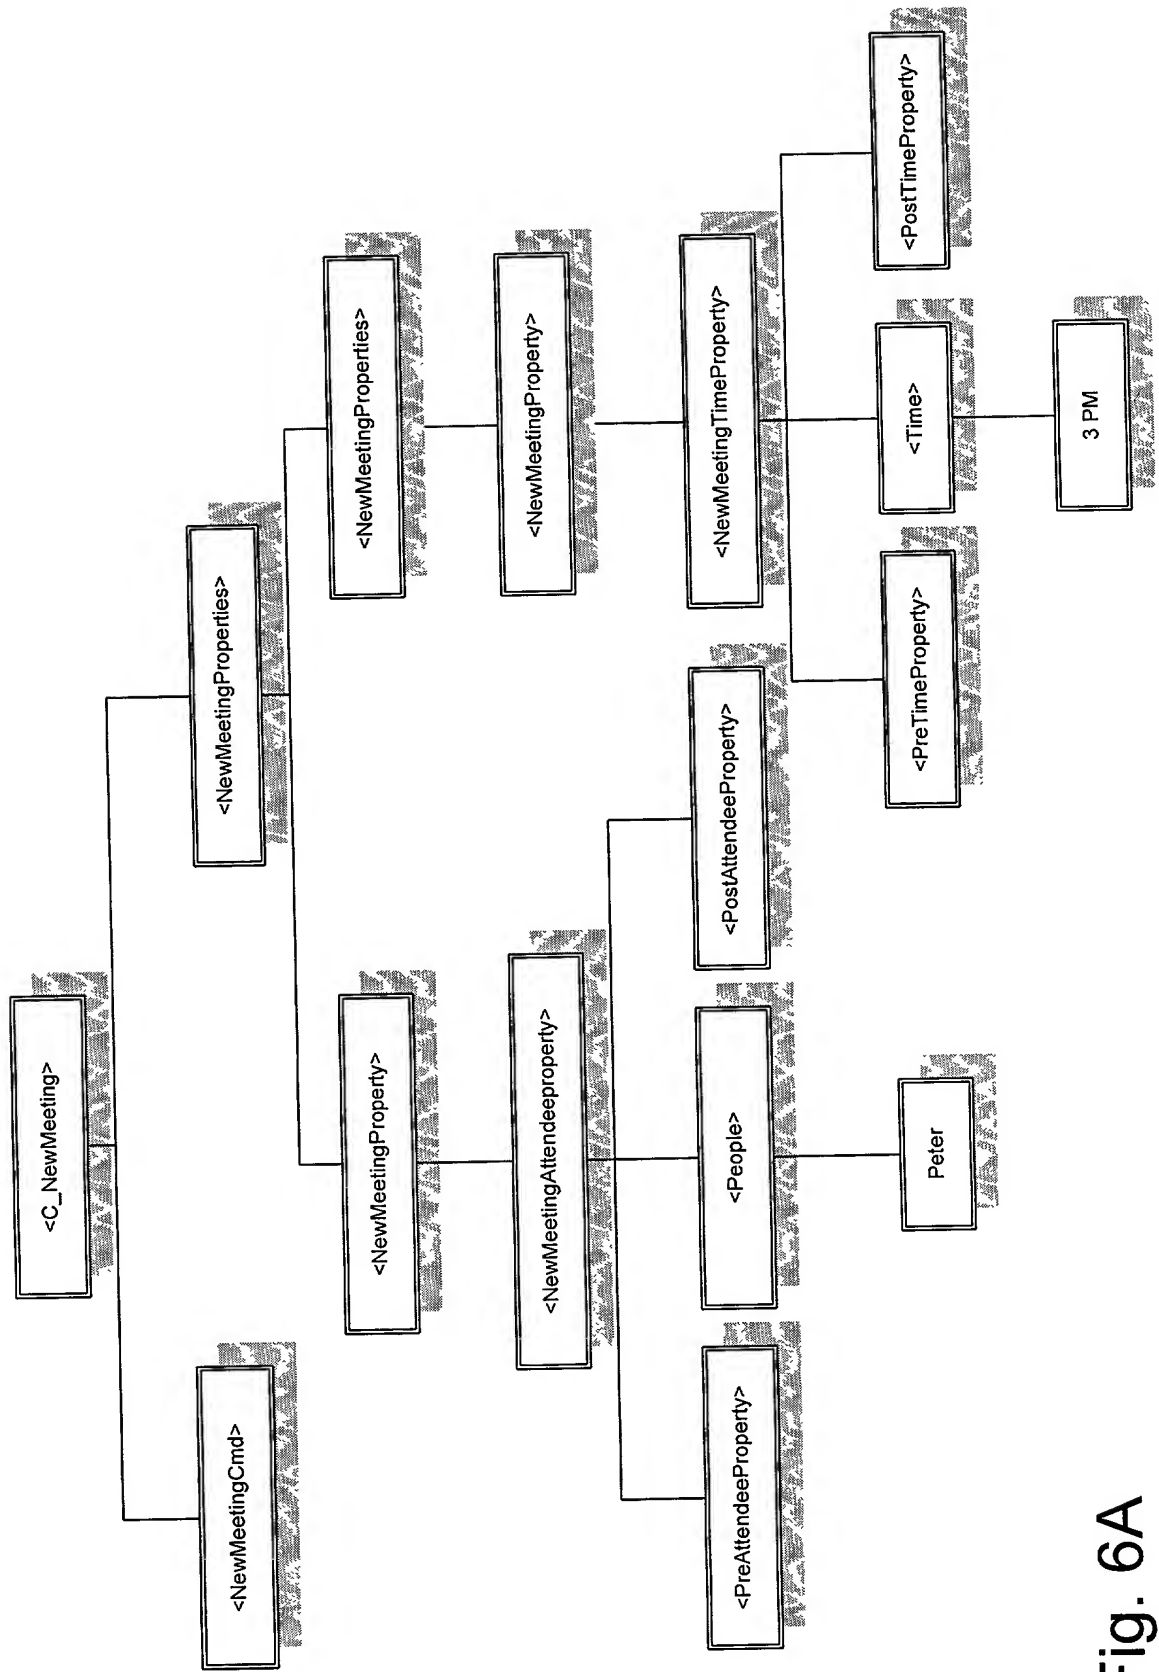 <C_NewMeeting>
<NewMeetingCmd>
<NewMeetingProperties>
<NewMeetingProperty>
<NewMeetingProperties>
<NewMeetingAttendeeproperty>
<NewMeetingProperty>
<PreAttendeeProperty>
<People>
<PostAttendeeProperty>
<NewMeetingTimeProperty>
Peter
<PreTimeProperty>
<Time>
<PostTimeProperty>
3 PM
Fig. 6A